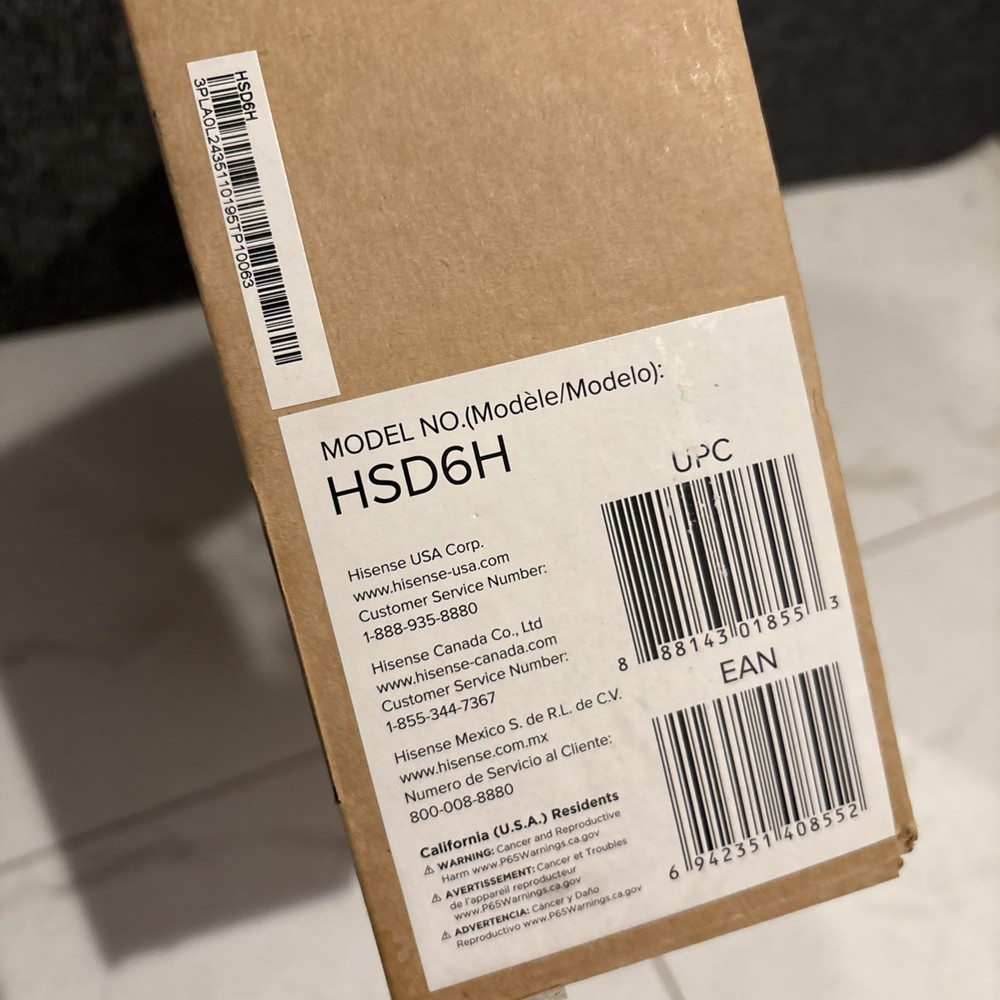 HSD6H
3PLA0L2435110195TP10063
MODEL NO.(Modèle/Modelo):
HSD6H
Hisense USA Corp.
www.hisense-usa.com
Customer Service Number:
1-888-935-8880
Hisense Canada Co., Ltd
www.hisense-canada.com
Customer Service Number:
1-855-344-7367
Hisense Mexico S. de R.L. de C.V.
www.hisense.com.mx
Numero de Servicio al Cliente:
800-008-8880
California (U.S.A.) Residents
⚠ WARNING: Cancer and Reproductive
Harm www.P65Warnings.ca.gov
⚠ AVERTISSEMENT: Cancer et Troubles
de l'appareil reproducteur
www.P65Warnings.ca.gov
⚠ ADVERTENCIA: Cáncer y Daño
Reproductivo www.P65Warnings.ca.gov
UPC
8 88143 01855 3
EAN
6 942351 408552